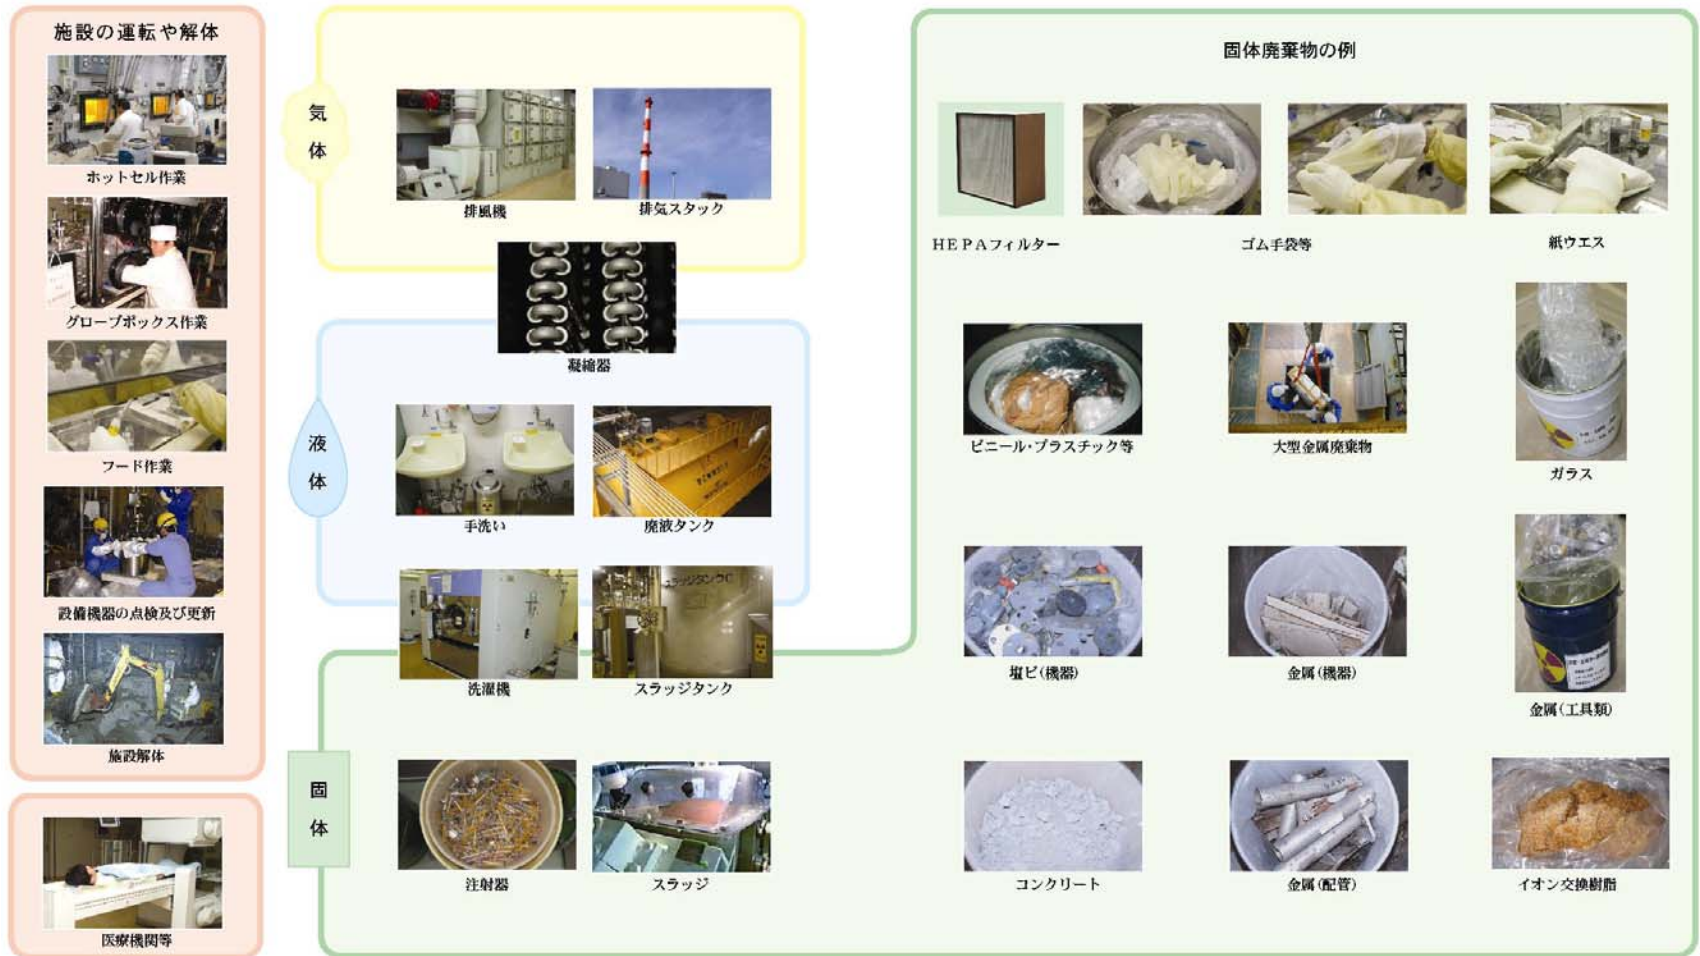 施設の運転や解体
ホットセル作業
グローブボックス作業
フード作業
設備機器の点検及び更新
施設解体
医療機関等
気体
排風機
排気スタック
凝縮器
液体
手洗い
廃液タンク
スラッジタンクC
洗濯機
スラッジタンク
固体
注射器
スラッジ
固体廃棄物の例
HEPAフィルター
ゴム手袋等
紙ウエス
ビニール・プラスチック等
大型金属廃棄物
ガラス
塩ビ(機器)
金属(機器)
金属(工具類)
コンクリート
金属(配管)
イオン交換樹脂